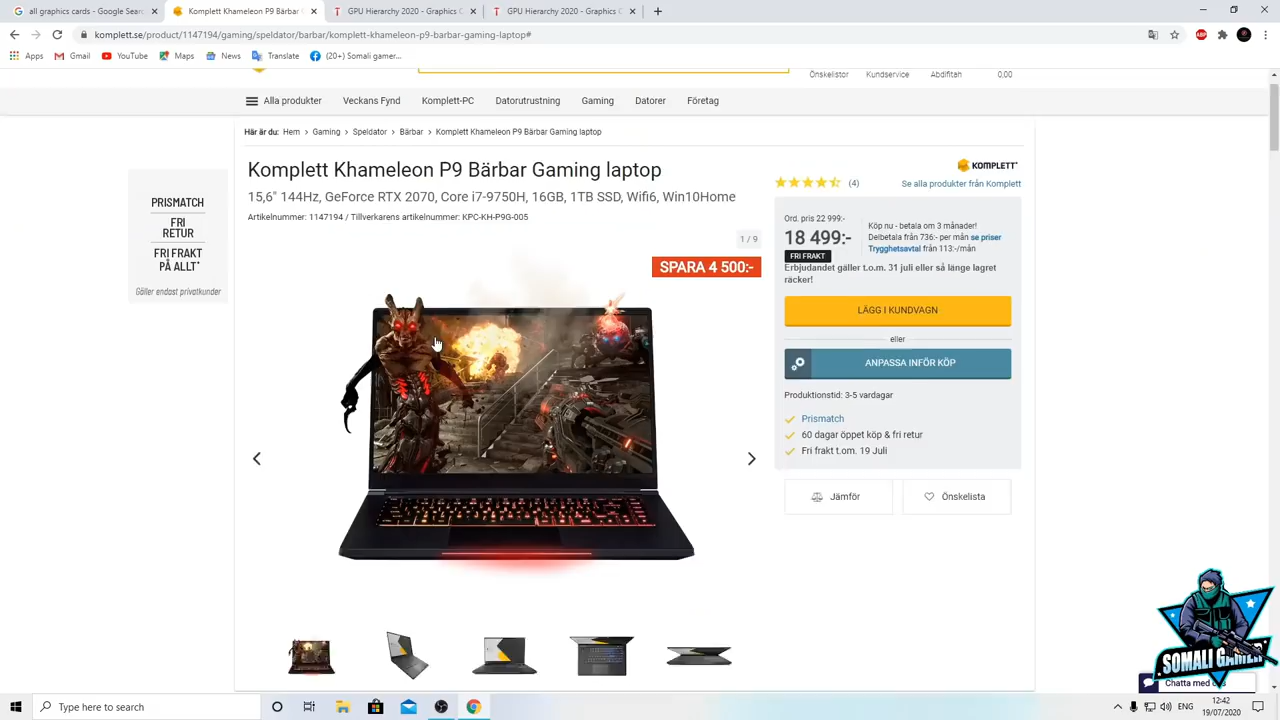 all graphics cards - Google Searc
Komplett Khameleon P9 Bärbar G
GPU Hierarchy 2020 - Graphics C
GPU Hierarchy 2020 - Graphics C
komplett.se/product/1147194/gaming/speldator/barbar/komplett-khameleon-p9-barbar-gaming-laptop#
ABP
Apps Gmail YouTube Maps News Translate (20+) Somali gamer...
Önskelistor Kundservice Abdifitah 0,00
Alla produkter Veckans Fynd Komplett-PC Datorutrustning Gaming Datorer Företag
Här är du: Hem > Gaming > Speldator > Bärbar > Komplett Khameleon P9 Bärbar Gaming laptop
Komplett Khameleon P9 Bärbar Gaming laptop
15,6" 144Hz, GeForce RTX 2070, Core i7-9750H, 16GB, 1TB SSD, Wifi6, Win10Home
Artikelnummer: 1147194 / Tillverkarens artikelnummer: KPC-KH-P9G-005
KOMPLETT
(4)
Se alla produkter från Komplett
PRISMATCH
FRI
RETUR
FRI FRAKT
PÅ ALLT*
Gäller endast privatkunder
1 / 9
SPARA 4 500:-
Ord. pris 22 999:-
18 499:-
FRI FRAKT
Köp nu - betala om 3 månader!
Delbetala från 736:- per mån se priser
Trygghetsavtal från 113:-/mån
Erbjudandet gäller t.o.m. 31 juli eller så länge lagret
räcker!
LÄGG I KUNDVAGN
eller
ANPASSA INFÖR KÖP
Produktionstid: 3-5 vardagar
Prismatch
60 dagar öppet köp & fri retur
Fri frakt t.o.m. 19 Juli
Jämför
Önskelista
SOMALI GAMER
Chatta med
Type here to search
ENG
12:42
19/07/2020